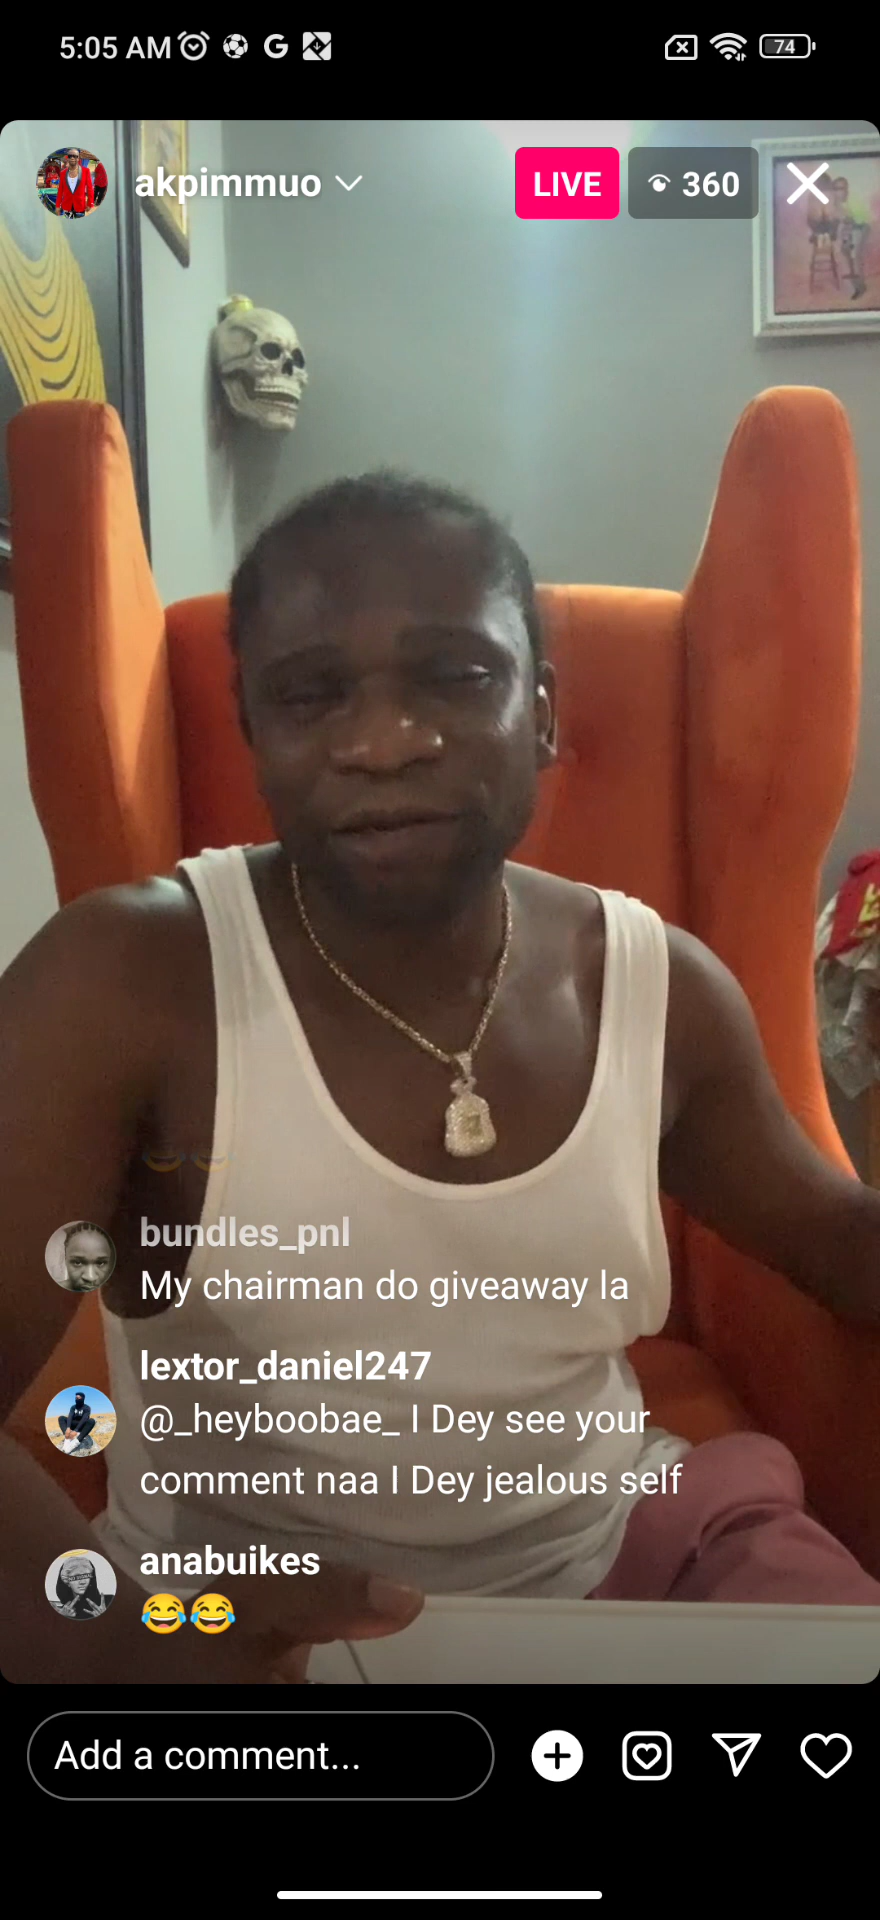 5:05 AM
74
akpimmuo
LIVE
360
bundles_pnl
My chairman do giveaway la
lextor_daniel247
@_heyboobae_ I Dey see your
comment naa I Dey jealous self
anabuikes
😂😂
Add a comment...